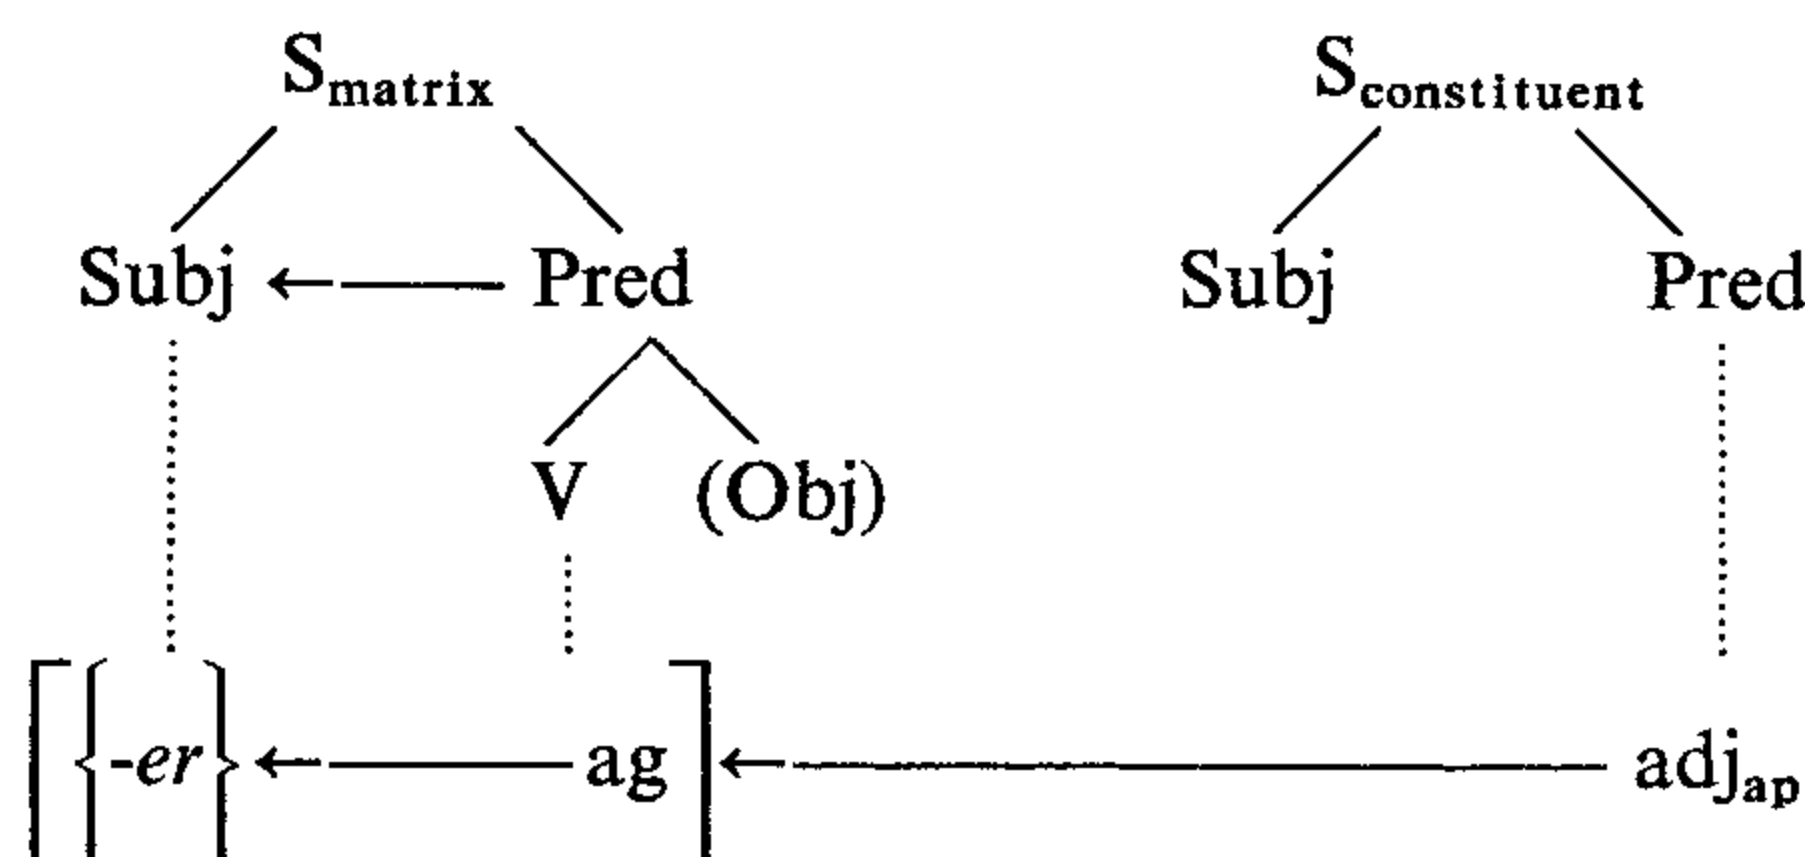 S_matrix S_constituent
Subj ← Pred Subj Pred
V (Obj)
[{-er} ← ag] ← adj_ap